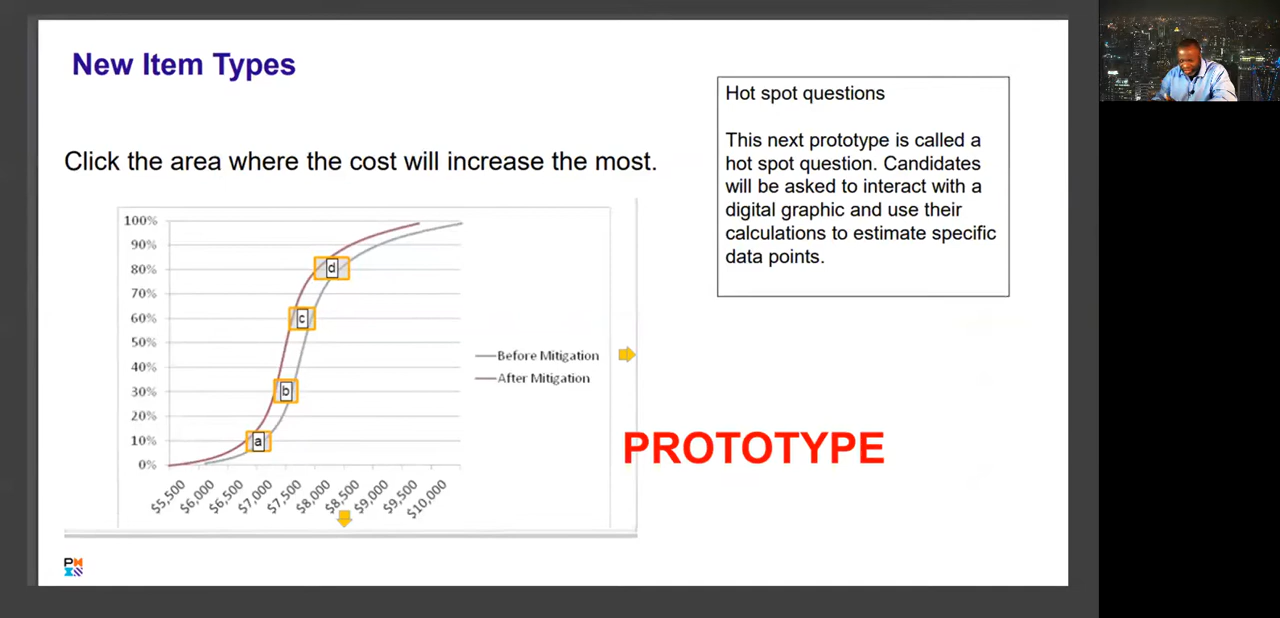 New Item Types
Hot spot questions
This next prototype is called a
hot spot question. Candidates
will be asked to interact with a
digital graphic and use their
calculations to estimate specific
data points.
Click the area where the cost will increase the most.
100%
90%
80%
70%
60%
50%
40%
30%
20%
10%
0%
d
c
b
a
Before Mitigation
After Mitigation
$5,500
$6,000
$6,500
$7,000
$7,500
$8,000
$8,500
$9,000
$9,500
$10,000
PROTOTYPE
PM